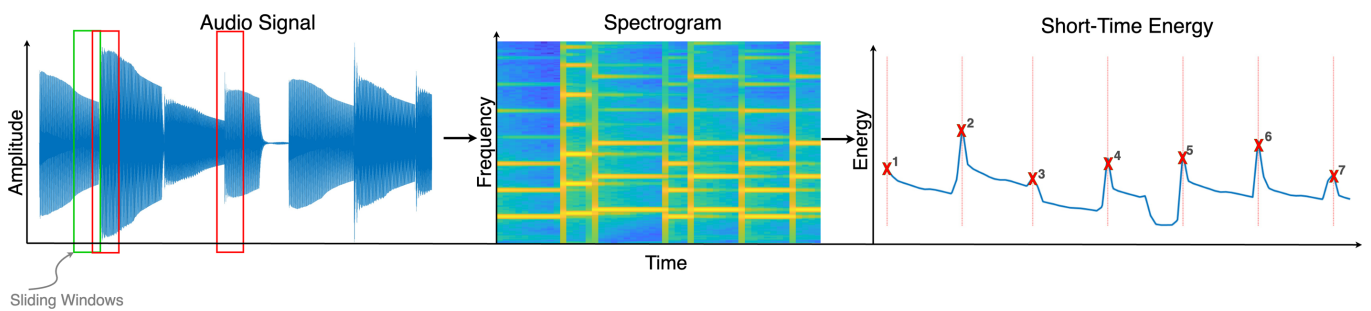 Audio Signal
Spectrogram
Short-Time Energy
Amplitude
Frequency
Energy
1
2
3
4
5
6
7
Time
Sliding Windows